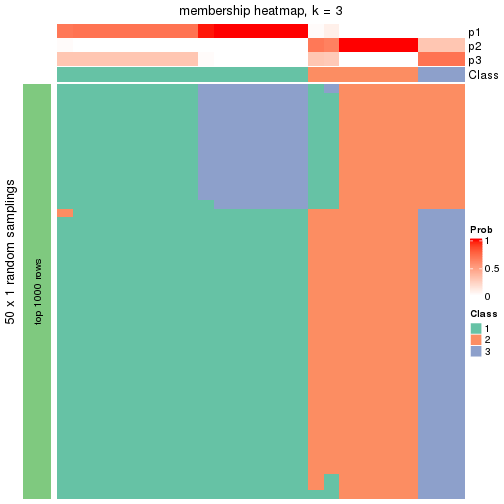 membership heatmap, k = 3
p1
p2
p3
Class
50 x 1 random samplings
top 1000 rows
Prob
1
0.5
0
Class
1
2
3